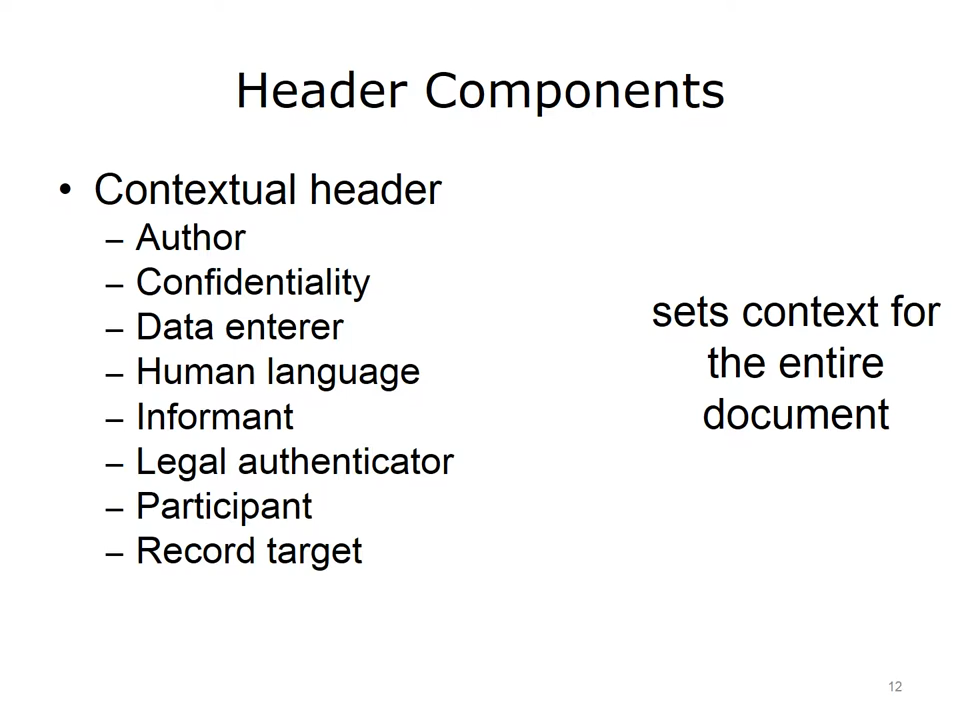 Header Components
• Contextual header
– Author
– Confidentiality
– Data enterer
– Human language
– Informant
– Legal authenticator
– Participant
– Record target
sets context for
the entire
document
12